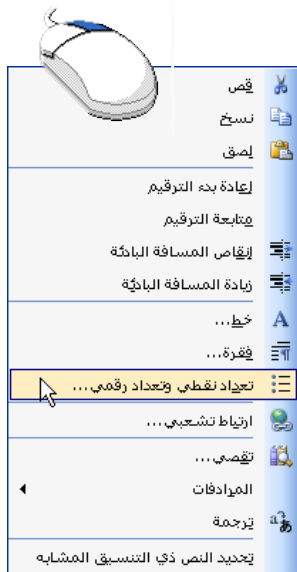 قص
نسخ
لصق
إعادة بدء الترقيم
متابعة الترقيم
إنقاص المسافة البادئة
زيادة المسافة البادئة
خط...
فقرة...
تعداد نقطي وتعداد رقمي...
ارتباط تشعبي...
تقصي...
المرادفات
ترجمة
تحديد النص ذي التنسيق المشابه